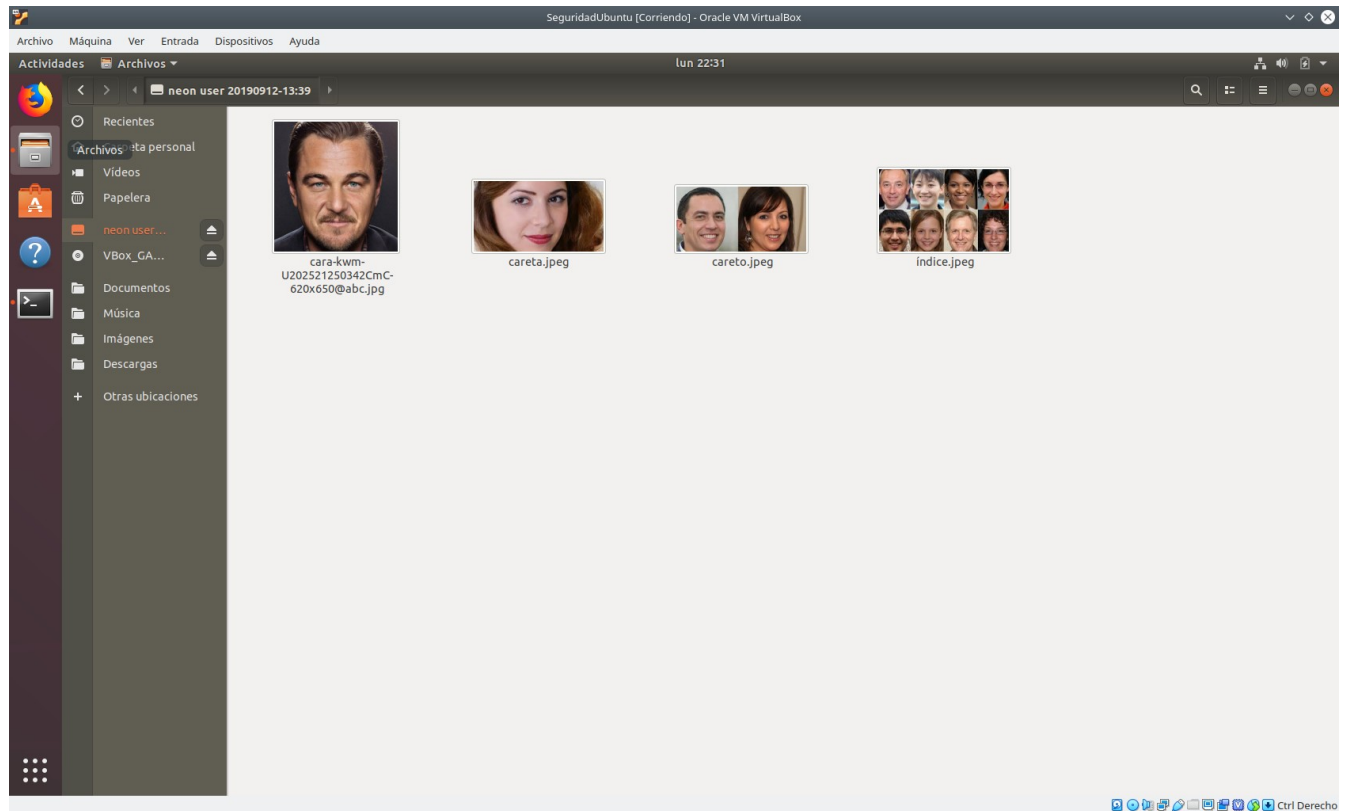 SeguridadUbuntu [Corriendo] - Oracle VM VirtualBox
Archivo Máquina Ver Entrada Dispositivos Ayuda
Actividades Archivos lun 22:31
neon user 20190912-13:39
Recientes
Archivos personal
Vídeos
Papelera
neon user...
VBox_GA...
Documentos
Música
Imágenes
Descargas
+ Otras ubicaciones
cara-kwm-
U202521250342CmC-
620x650@abc.jpg
careta.jpeg
careto.jpeg
índice.jpeg
Ctrl Derecho